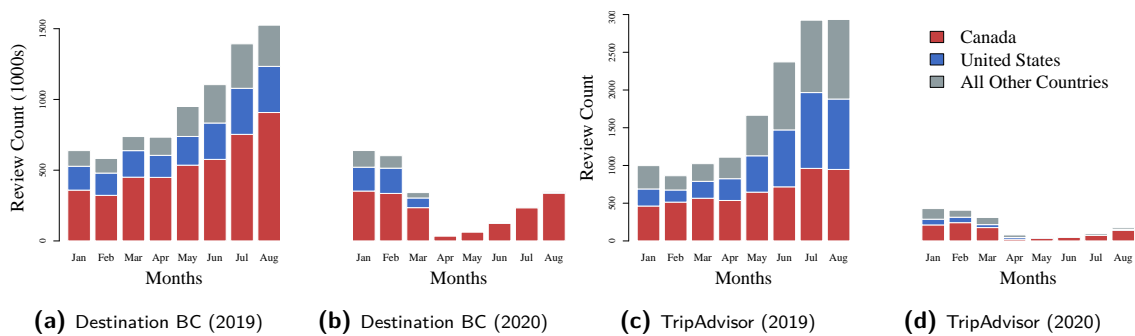 Review Count (1000s)
0 500 1000 1500
Jan Feb Mar Apr May Jun Jul Aug
Months
(a) Destination BC (2019)
Jan Feb Mar Apr May Jun Jul Aug
Months
(b) Destination BC (2020)
Review Count
0 500 1000 1500 2000 2500 300
Jan Feb Mar Apr May Jun Jul Aug
Months
(c) TripAdvisor (2019)
Canada
United States
All Other Countries
Jan Feb Mar Apr May Jun Jul Aug
Months
(d) TripAdvisor (2020)